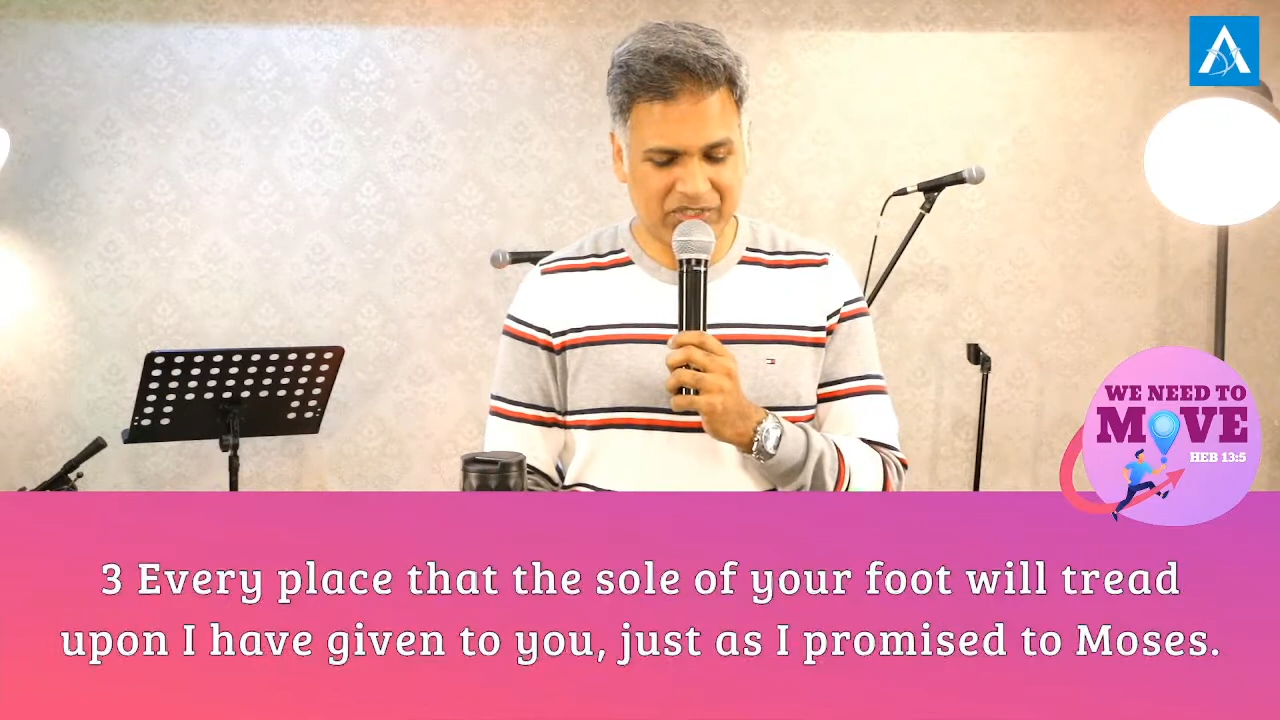 WE NEED TO
MOVE
HEB 13:5
3 Every place that the sole of your foot will tread
upon I have given to you, just as I promised to Moses.